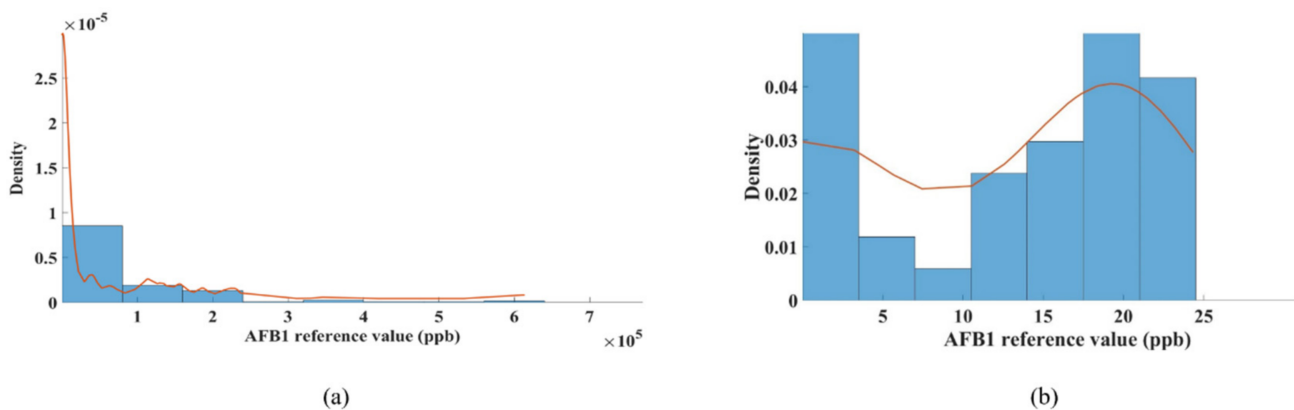 ×10⁻⁵
2.5
2
1.5
1
0.5
0
Density
1 2 3 4 5 6 7
AFB1 reference value (ppb)
×10⁵
(a)
0.04
0.03
0.02
0.01
0
Density
5 10 15 20 25
AFB1 reference value (ppb)
(b)